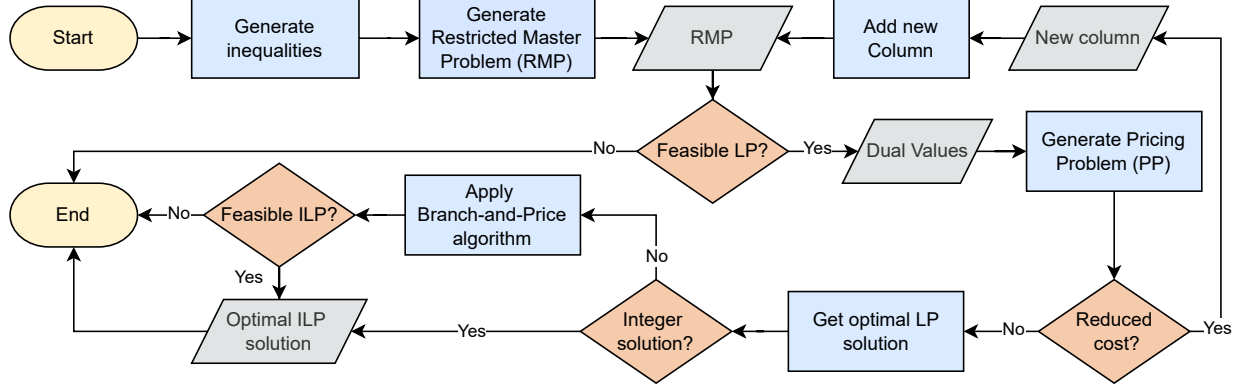 Start
Generate
inequalities
Generate
Restricted Master
Problem (RMP)
RMP
Add new
Column
New column
Feasible LP?
No
Yes
Dual Values
Generate Pricing
Problem (PP)
End
No
Feasible ILP?
Yes
Apply
Branch-and-Price
algorithm
No
Optimal ILP
solution
Yes
Integer
solution?
Get optimal LP
solution
No
Reduced
cost?
Yes